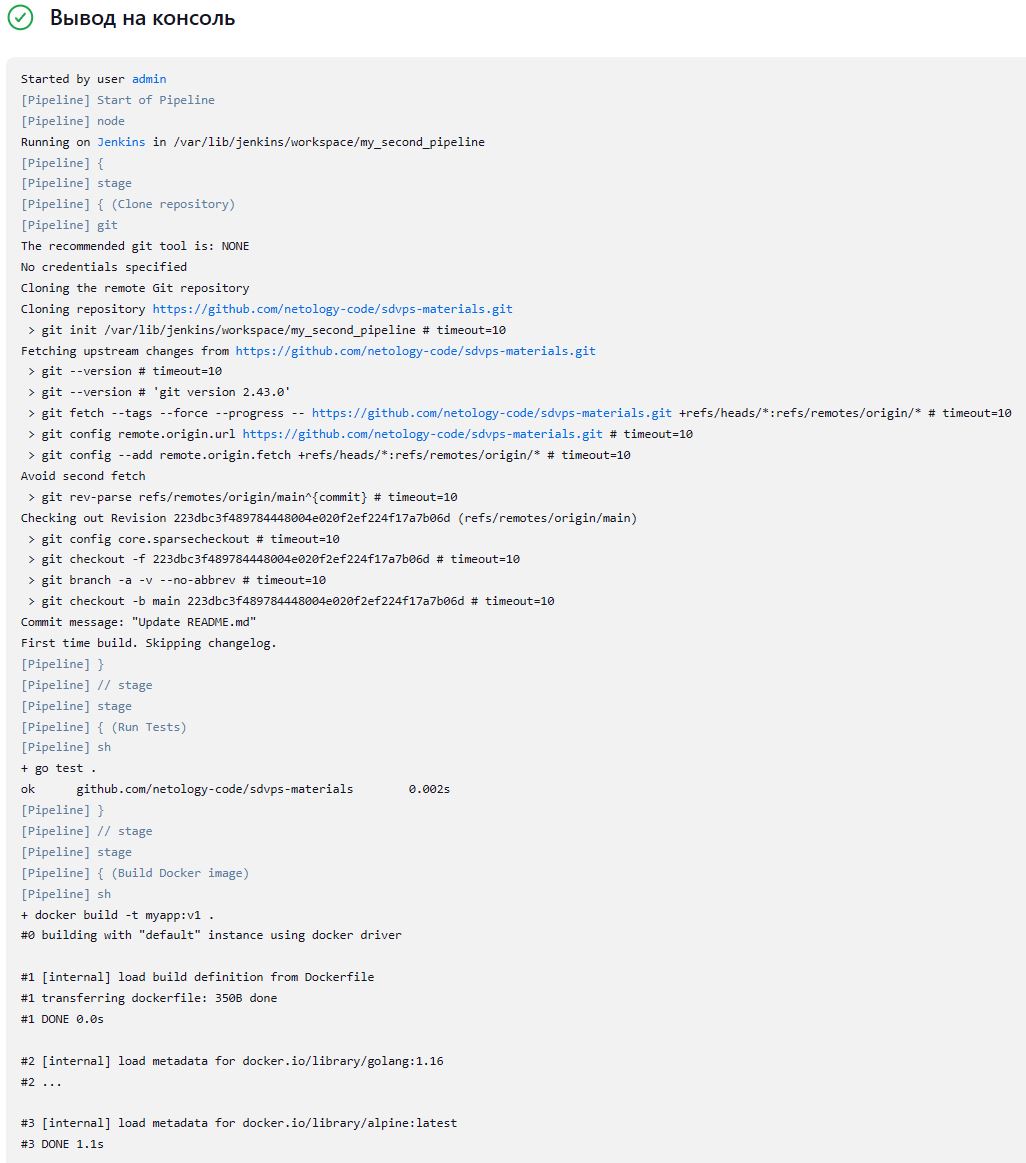 Вывод на консоль
Started by user admin
[Pipeline] Start of Pipeline
[Pipeline] node
Running on Jenkins in /var/lib/jenkins/workspace/my_second_pipeline
[Pipeline] {
[Pipeline] stage
[Pipeline] { (Clone repository)
[Pipeline] git
The recommended git tool is: NONE
No credentials specified
Cloning the remote Git repository
Cloning repository https://github.com/netology-code/sdvps-materials.git
 > git init /var/lib/jenkins/workspace/my_second_pipeline # timeout=10
Fetching upstream changes from https://github.com/netology-code/sdvps-materials.git
 > git --version # timeout=10
 > git --version # 'git version 2.43.0'
 > git fetch --tags --force --progress -- https://github.com/netology-code/sdvps-materials.git +refs/heads/*:refs/remotes/origin/* # timeout=10
 > git config remote.origin.url https://github.com/netology-code/sdvps-materials.git # timeout=10
 > git config --add remote.origin.fetch +refs/heads/*:refs/remotes/origin/* # timeout=10
Avoid second fetch
 > git rev-parse refs/remotes/origin/main^{commit} # timeout=10
Checking out Revision 223dbc3f489784448004e020f2ef224f17a7b06d (refs/remotes/origin/main)
 > git config core.sparsecheckout # timeout=10
 > git checkout -f 223dbc3f489784448004e020f2ef224f17a7b06d # timeout=10
 > git branch -a -v --no-abbrev # timeout=10
 > git checkout -b main 223dbc3f489784448004e020f2ef224f17a7b06d # timeout=10
Commit message: "Update README.md"
First time build. Skipping changelog.
[Pipeline] }
[Pipeline] // stage
[Pipeline] stage
[Pipeline] { (Run Tests)
[Pipeline] sh
+ go test .
ok      github.com/netology-code/sdvps-materials        0.002s
[Pipeline] }
[Pipeline] // stage
[Pipeline] stage
[Pipeline] { (Build Docker image)
[Pipeline] sh
+ docker build -t myapp:v1 .
#0 building with "default" instance using docker driver
#1 [internal] load build definition from Dockerfile
#1 transferring dockerfile: 350B done
#1 DONE 0.0s
#2 [internal] load metadata for docker.io/library/golang:1.16
#2 ...
#3 [internal] load metadata for docker.io/library/alpine:latest
#3 DONE 1.1s